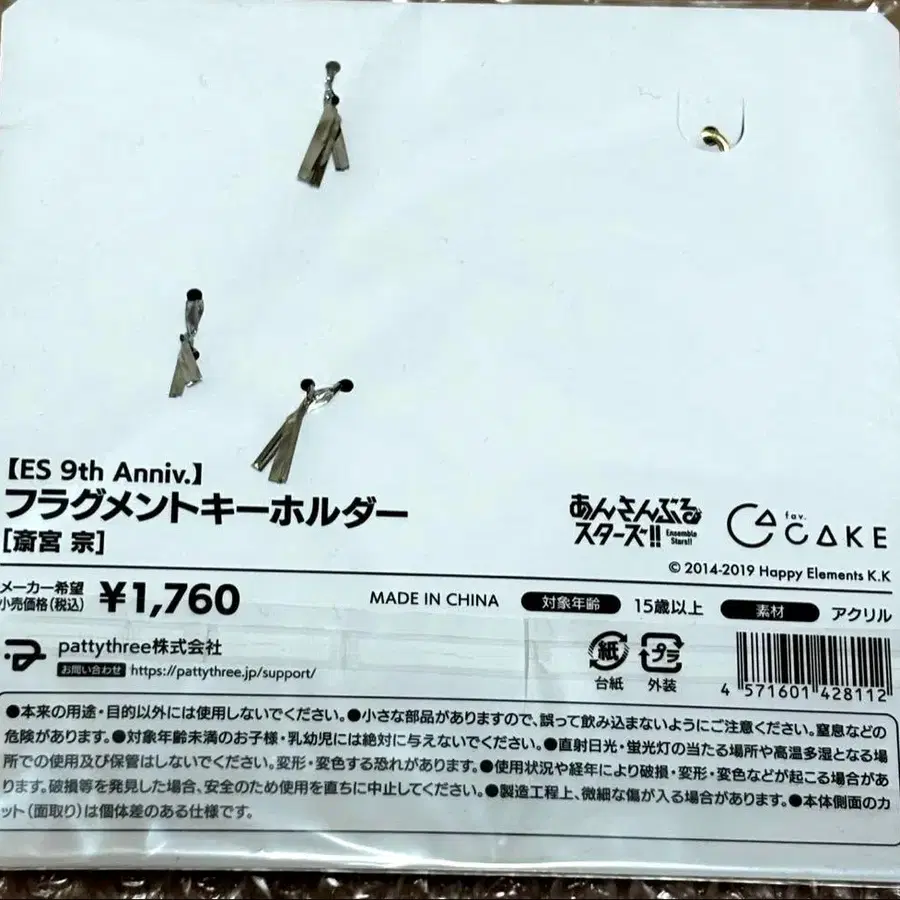 【ES 9th Anniv.】
フラグメントキーホルダー
[斎宮 宗]
あんさんぶる
スターズ!!
Ensemble
Stars!!
fav.
CAKE
© 2014-2019 Happy Elements K.K
メーカー希望
小売価格(税込)
¥1,760
MADE IN CHINA
対象年齢
15歳以上
素材
アクリル
pattythree株式会社
お問い合わせ https://pattythree.jp/support/
紙
台紙
プラ
外装
4 571601 428112
●本来の用途・目的以外には使用しないでください。●小さな部品がありますので、誤って飲み込まないようにご注意ください。窒息などの
危険があります。●対象年齢未満のお子様・乳幼児には絶対に与えないでください。●直射日光・蛍光灯の当たる場所や高温多湿となる場
所での使用及び保管はしないでください。変形・変色する恐れがあります。●使用状況や経年により破損・変形・変色などが起こる場合があ
ります。破損等を発見した場合、安全のため使用を直ちに中止してください。●製造工程上、微細な傷が入る場合があります。●本体側面のカ
ット(面取り)は個体差のある仕様です。